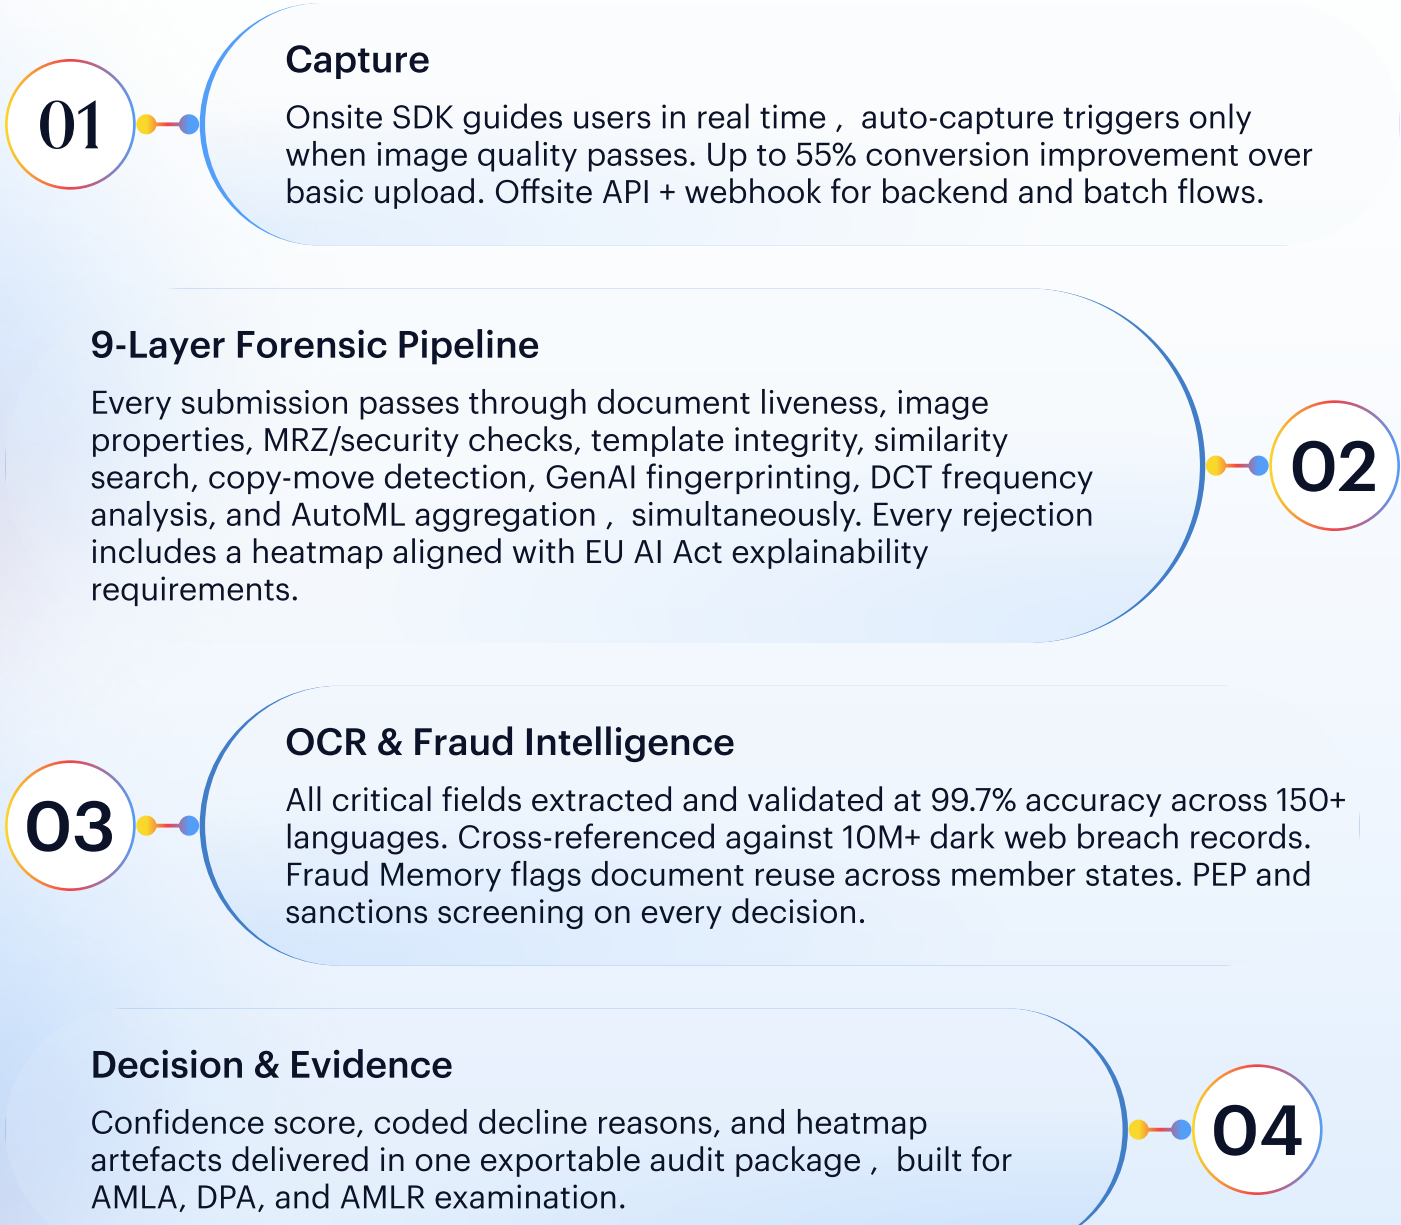 01
Capture
Onsite SDK guides users in real time ,  auto-capture triggers only
when image quality passes. Up to 55% conversion improvement over
basic upload. Offsite API + webhook for backend and batch flows.
9-Layer Forensic Pipeline
Every submission passes through document liveness, image
properties, MRZ/security checks, template integrity, similarity
search, copy-move detection, GenAI fingerprinting, DCT frequency
analysis, and AutoML aggregation ,  simultaneously. Every rejection
includes a heatmap aligned with EU AI Act explainability
requirements.
02
03
OCR & Fraud Intelligence
All critical fields extracted and validated at 99.7% accuracy across 150+
languages. Cross-referenced against 10M+ dark web breach records.
Fraud Memory flags document reuse across member states. PEP and
sanctions screening on every decision.
Decision & Evidence
Confidence score, coded decline reasons, and heatmap
artefacts delivered in one exportable audit package ,  built for
AMLA, DPA, and AMLR examination.
04